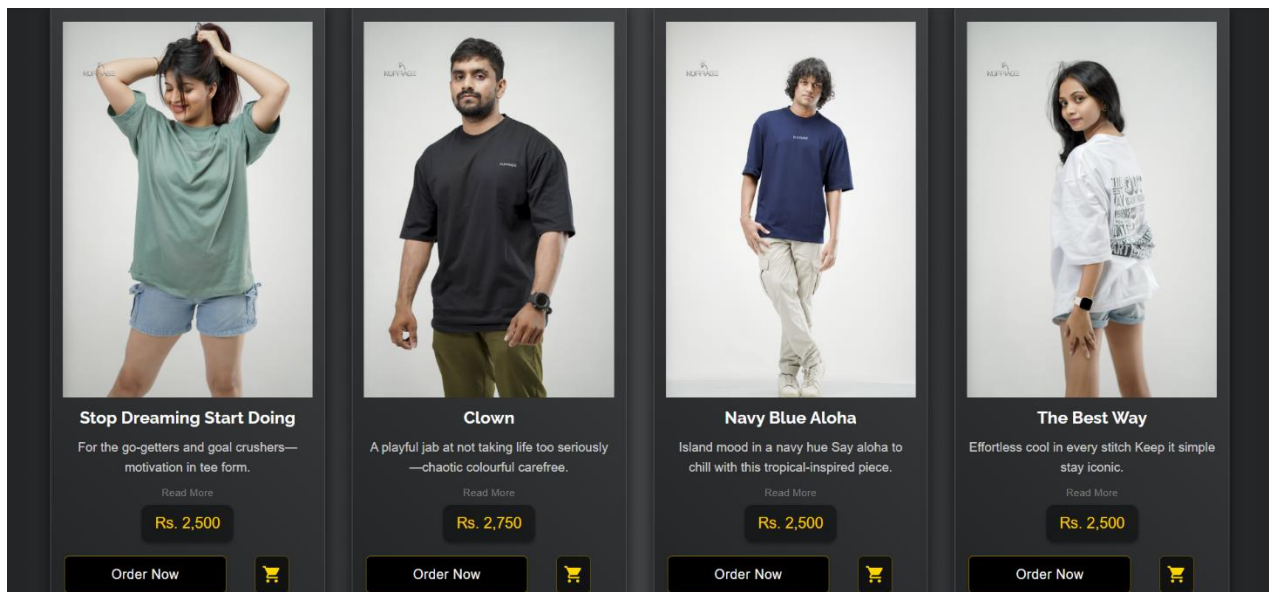 NUFFRAGE
NUFFRAGE
NUFFRAGE
NUFFRAGE
Stop Dreaming Start Doing
For the go-getters and goal crushers—
motivation in tee form.
Read More
Rs. 2,500
Order Now
Clown
A playful jab at not taking life too seriously
—chaotic colourful carefree.
Read More
Rs. 2,750
Order Now
Navy Blue Aloha
Island mood in a navy hue Say aloha to
chill with this tropical-inspired piece.
Read More
Rs. 2,500
Order Now
The Best Way
Effortless cool in every stitch Keep it simple
stay iconic.
Read More
Rs. 2,500
Order Now